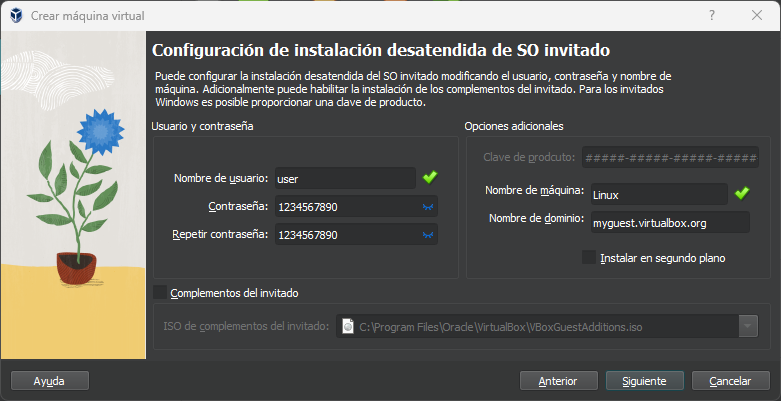 Crear máquina virtual
Configuración de instalación desatendida de SO invitado
Puede configurar la instalación desatendida del SO invitado modificando el usuario, contraseña y nombre de
máquina. Adicionalmente puede habilitar la instalación de los complementos del invitado. Para los invitados
Windows es posible proporcionar una clave de producto.
Usuario y contraseña
Nombre de usuario: user
Contraseña: 1234567890
Repetir contraseña: 1234567890
Opciones adicionales
Clave de prodcuto: #####-#####-#####-#####
Nombre de máquina: Linux
Nombre de dominio: myguest.virtualbox.org
Instalar en segundo plano
Complementos del invitado
ISO de complementos del invitado: C:\Program Files\Oracle\VirtualBox\VBoxGuestAdditions.iso
Ayuda
Anterior
Siguiente
Cancelar